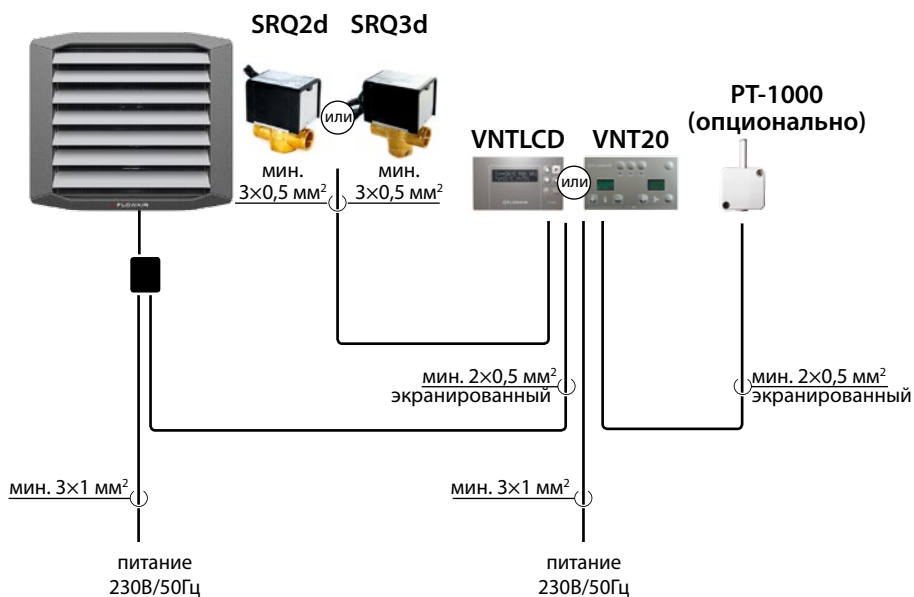 SRQ2d
SRQ3d
или
мин.
3×0,5 мм²
мин.
3×0,5 мм²
VNTLCD
VNT20
или
PT-1000
(опционально)
FLOWAIR
FLOWAIR
мин. 2×0,5 мм²
экранированный
мин. 2×0,5 мм²
экранированный
мин. 3×1 мм²
мин. 3×1 мм²
питание
230В/50Гц
питание
230В/50Гц